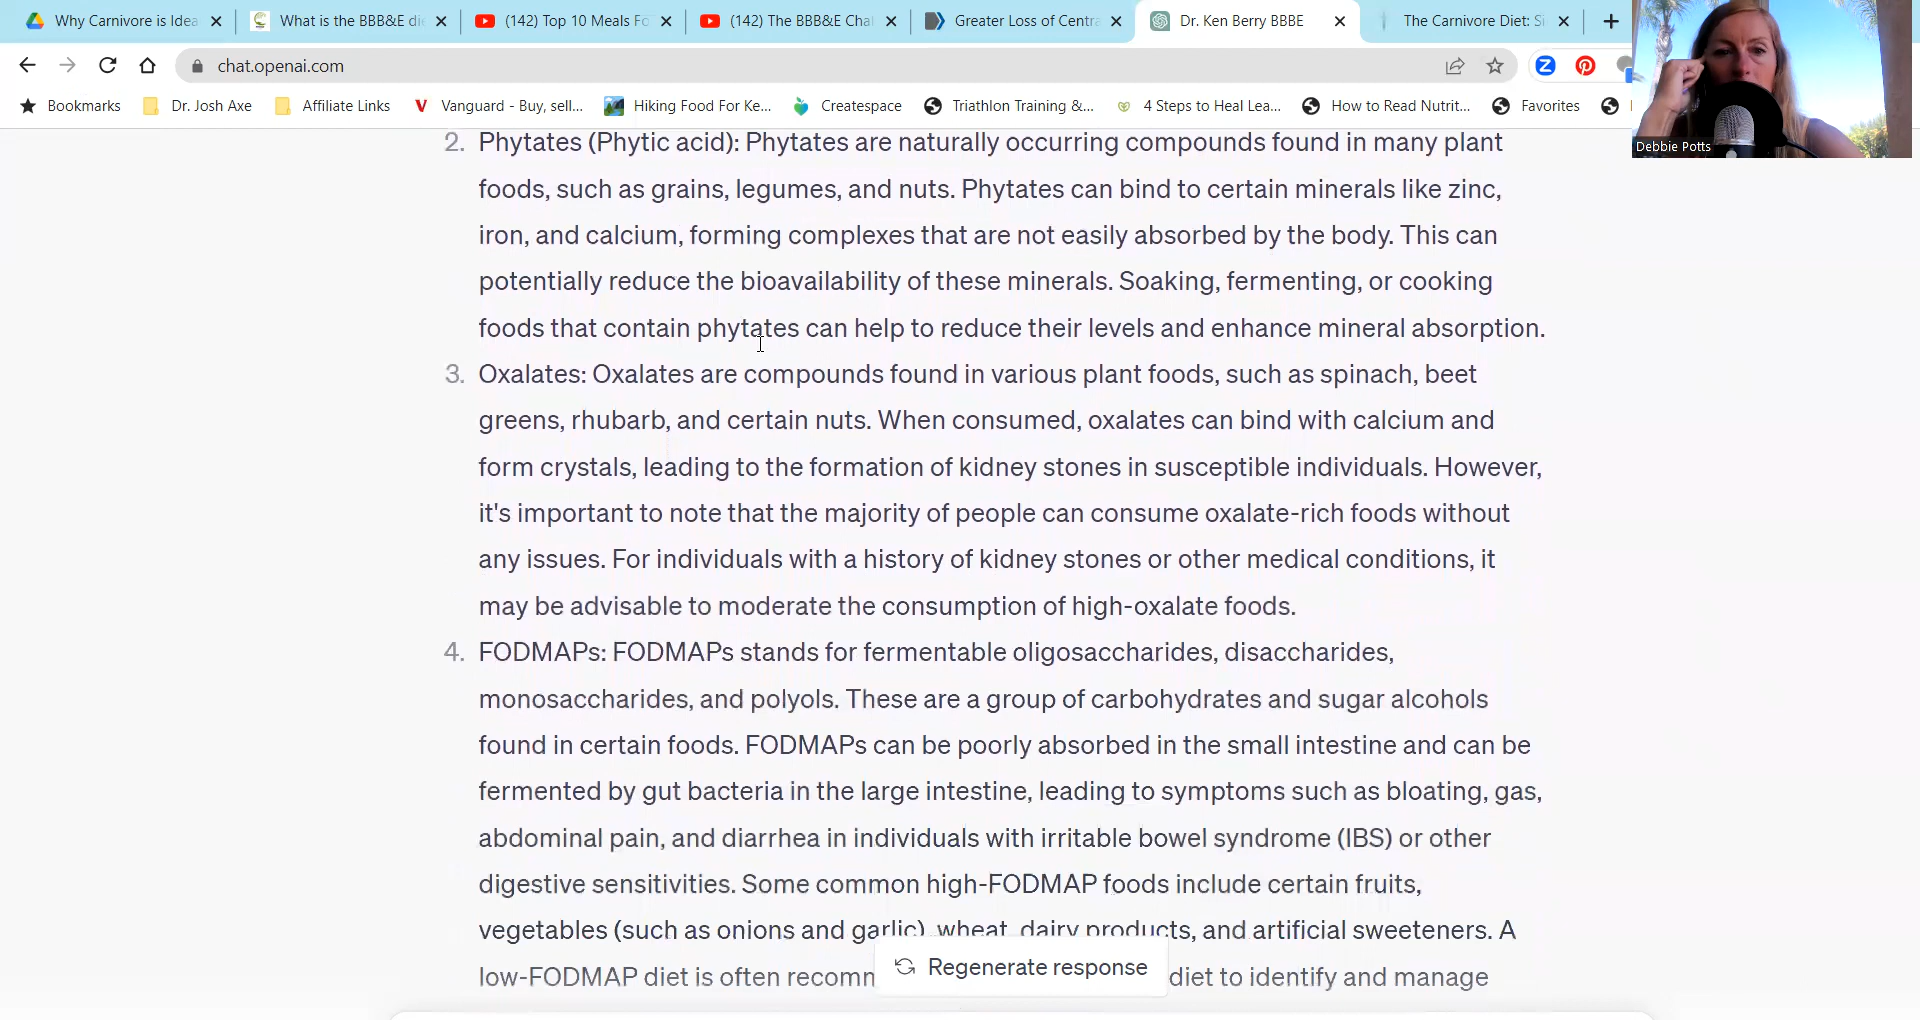 Why Carnivore is Idea
What is the BBB&E di
(142) Top 10 Meals Fo
(142) The BBB&E Cha
Greater Loss of Centra
Dr. Ken Berry BBBE
The Carnivore Diet: Si
chat.openai.com
Bookmarks
Dr. Josh Axe
Affiliate Links
Vanguard - Buy, sell...
Hiking Food For Ke...
Createspace
Triathlon Training &...
4 Steps to Heal Lea...
How to Read Nutrit...
Favorites
Debbie Potts
2. Phytates (Phytic acid): Phytates are naturally occurring compounds found in many plant
foods, such as grains, legumes, and nuts. Phytates can bind to certain minerals like zinc,
iron, and calcium, forming complexes that are not easily absorbed by the body. This can
potentially reduce the bioavailability of these minerals. Soaking, fermenting, or cooking
foods that contain phytates can help to reduce their levels and enhance mineral absorption.
3. Oxalates: Oxalates are compounds found in various plant foods, such as spinach, beet
greens, rhubarb, and certain nuts. When consumed, oxalates can bind with calcium and
form crystals, leading to the formation of kidney stones in susceptible individuals. However,
it's important to note that the majority of people can consume oxalate-rich foods without
any issues. For individuals with a history of kidney stones or other medical conditions, it
may be advisable to moderate the consumption of high-oxalate foods.
4. FODMAPs: FODMAPs stands for fermentable oligosaccharides, disaccharides,
monosaccharides, and polyols. These are a group of carbohydrates and sugar alcohols
found in certain foods. FODMAPs can be poorly absorbed in the small intestine and can be
fermented by gut bacteria in the large intestine, leading to symptoms such as bloating, gas,
abdominal pain, and diarrhea in individuals with irritable bowel syndrome (IBS) or other
digestive sensitivities. Some common high-FODMAP foods include certain fruits,
vegetables (such as onions and garlic), wheat, dairy products, and artificial sweeteners. A
low-FODMAP diet is often recomm diet to identify and manage
Regenerate response